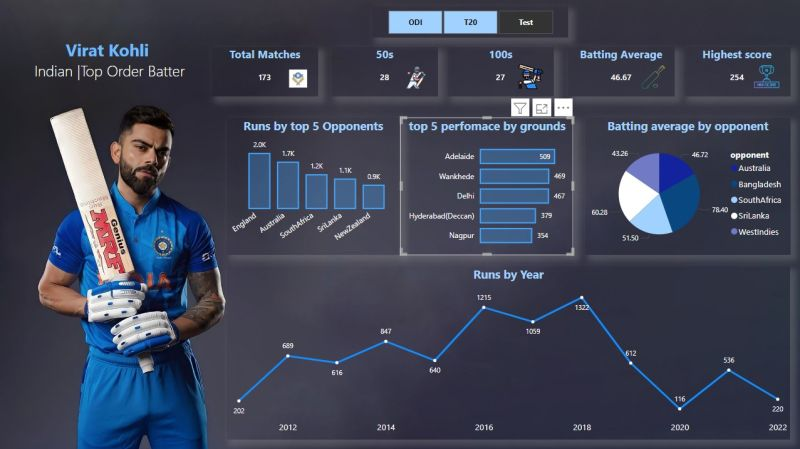 ODI
T20
Test
Virat Kohli
Indian |Top Order Batter
Total Matches
173
50s
28
100s
27
Batting Average
46.67
Highest score
254
Runs by top 5 Opponents
2.0K
1.7K
1.2K
1.1K
0.9K
England
Australia
SouthAfrica
SriLanka
NewZealand
top 5 perfomace by grounds
Adelaide 509
Wankhede 469
Delhi 467
Hyderabad(Deccan) 379
Nagpur 354
Batting average by opponent
43.26
46.72
60.28
78.40
51.50
opponent
Australia
Bangladesh
SouthAfrica
SriLanka
WestIndies
Runs by Year
202
689
616
847
640
1215
1059
1322
612
116
536
220
2012
2014
2016
2018
2020
2022
MRF
Genius